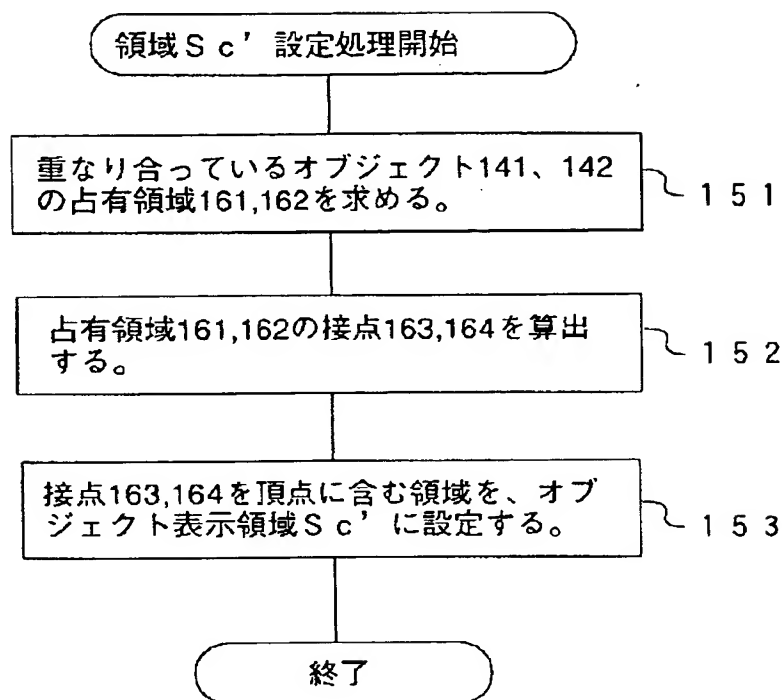 領域Sc’設定処理開始
重なり合っているオブジェクト141、142
の占有領域161,162を求める。
151
占有領域161,162の接点163,164を算出
する。
152
接点163,164を頂点に含む領域を、オブ
ジェクト表示領域Sc’に設定する。
153
終了